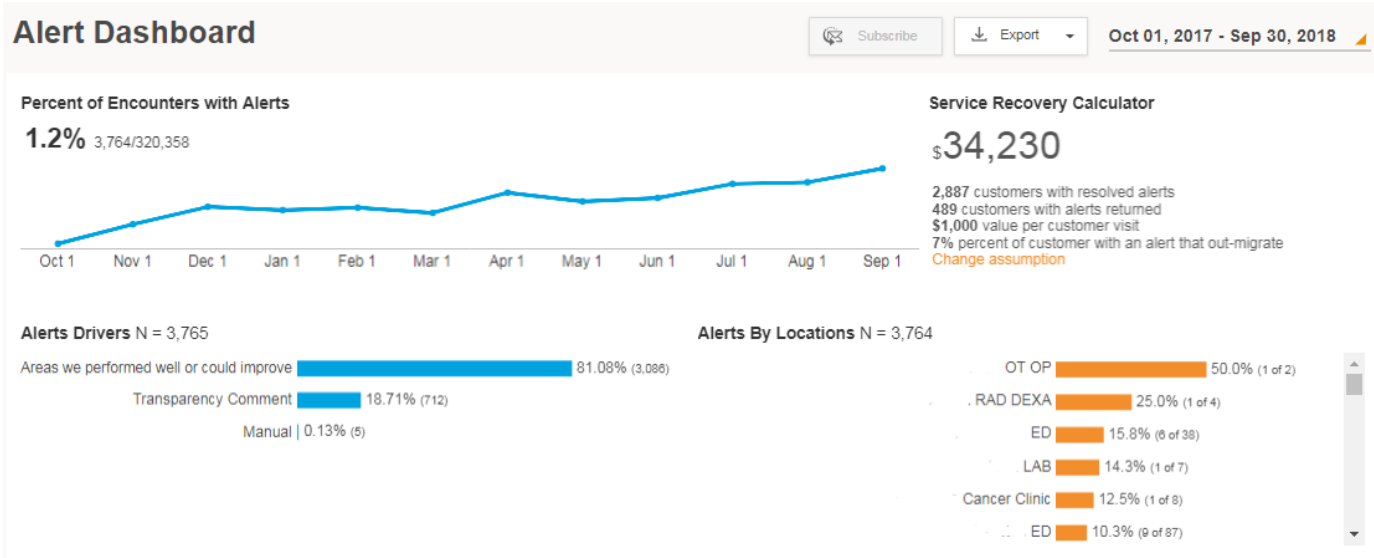 Alert Dashboard
Subscribe
Export
Oct 01, 2017 - Sep 30, 2018
Percent of Encounters with Alerts
1.2% 3,764/320,358
Oct 1 Nov 1 Dec 1 Jan 1 Feb 1 Mar 1 Apr 1 May 1 Jun 1 Jul 1 Aug 1 Sep 1
Service Recovery Calculator
$34,230
2,887 customers with resolved alerts
489 customers with alerts returned
$1,000 value per customer visit
7% percent of customer with an alert that out-migrate
Change assumption
Alerts Drivers N = 3,765
Areas we performed well or could improve 81.08% (3,086)
Transparency Comment 18.71% (712)
Manual 0.13% (5)
Alerts By Locations N = 3,764
OT OP 50.0% (1 of 2)
RAD DEXA 25.0% (1 of 4)
ED 15.8% (6 of 38)
LAB 14.3% (1 of 7)
Cancer Clinic 12.5% (1 of 8)
ED 10.3% (9 of 87)